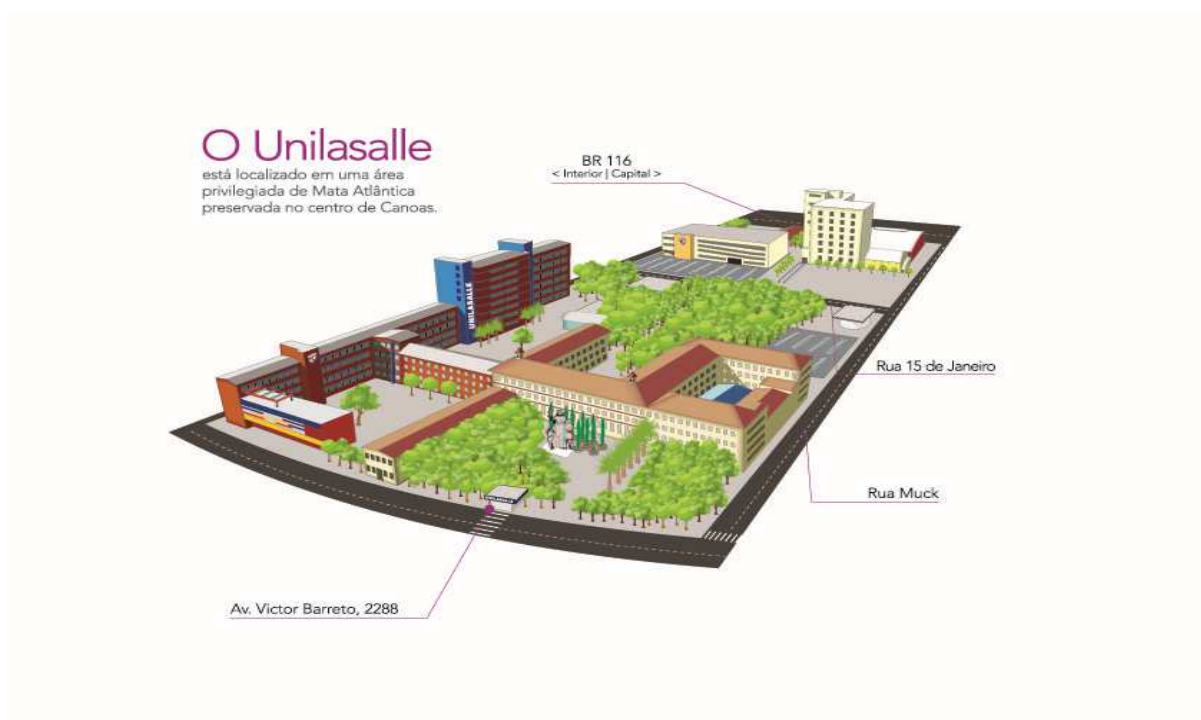 O Unilasalle
está localizado em uma área
privilegiada de Mata Atlântica
preservada no centro de Canoas.
BR 116
< Interior | Capital >
UNILASALLE
Rua 15 de Janeiro
Rua Muck
UNILASALLE
Av. Victor Barreto, 2288